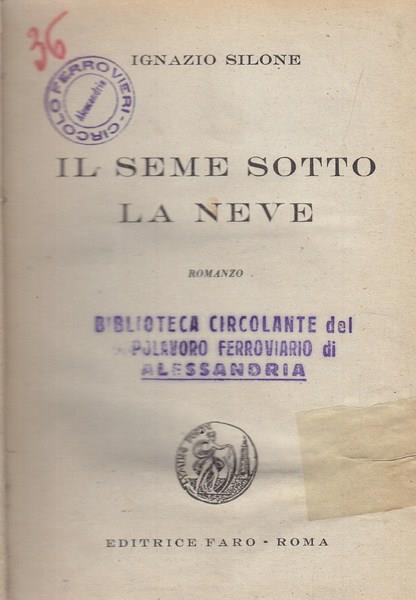 36
IGNAZIO SILONE
CIRCOLO FERROVIERI - 
Alessandria
IL SEME SOTTO
LA NEVE
ROMANZO
BIBLIOTECA CIRCOLANTE del
POLAVORO FERROVIARIO di
ALESSANDRIA
EDITRICE FARO - ROMA